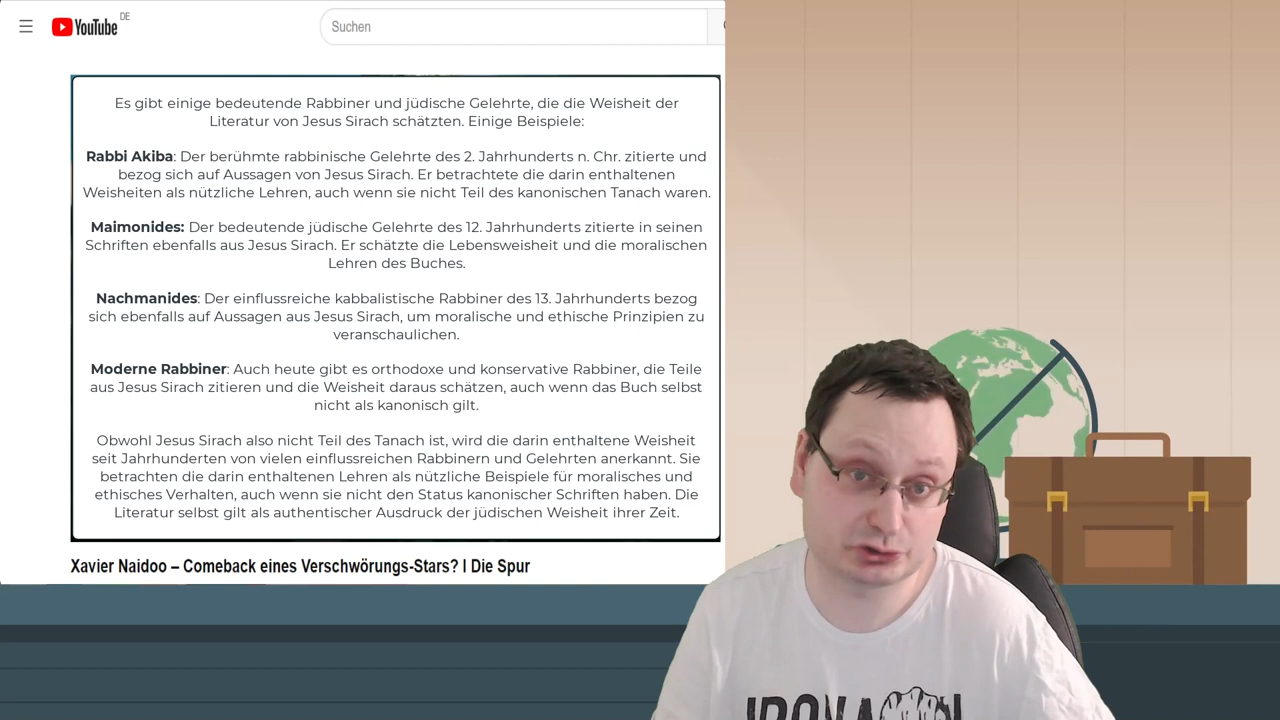 YouTube DE
Suchen
Es gibt einige bedeutende Rabbiner und jüdische Gelehrte, die die Weisheit der
Literatur von Jesus Sirach schätzten. Einige Beispiele:
Rabbi Akiba: Der berühmte rabbinische Gelehrte des 2. Jahrhunderts n. Chr. zitierte und
bezog sich auf Aussagen von Jesus Sirach. Er betrachtete die darin enthaltenen
Weisheiten als nützliche Lehren, auch wenn sie nicht Teil des kanonischen Tanach waren.
Maimonides: Der bedeutende jüdische Gelehrte des 12. Jahrhunderts zitierte in seinen
Schriften ebenfalls aus Jesus Sirach. Er schätzte die Lebensweisheit und die moralischen
Lehren des Buches.
Nachmanides: Der einflussreiche kabbalistische Rabbiner des 13. Jahrhunderts bezog
sich ebenfalls auf Aussagen aus Jesus Sirach, um moralische und ethische Prinzipien zu
veranschaulichen.
Moderne Rabbiner: Auch heute gibt es orthodoxe und konservative Rabbiner, die Teile
aus Jesus Sirach zitieren und die Weisheit daraus schätzen, auch wenn das Buch selbst
nicht als kanonisch gilt.
Obwohl Jesus Sirach also nicht Teil des Tanach ist, wird die darin enthaltene Weisheit
seit Jahrhunderten von vielen einflussreichen Rabbinern und Gelehrten anerkannt. Sie
betrachten die darin enthaltenen Lehren als nützliche Beispiele für moralisches und
ethisches Verhalten, auch wenn sie nicht den Status kanonischer Schriften haben. Die
Literatur selbst gilt als authentischer Ausdruck der jüdischen Weisheit ihrer Zeit.
Xavier Naidoo – Comeback eines Verschwörungs-Stars? I Die Spur